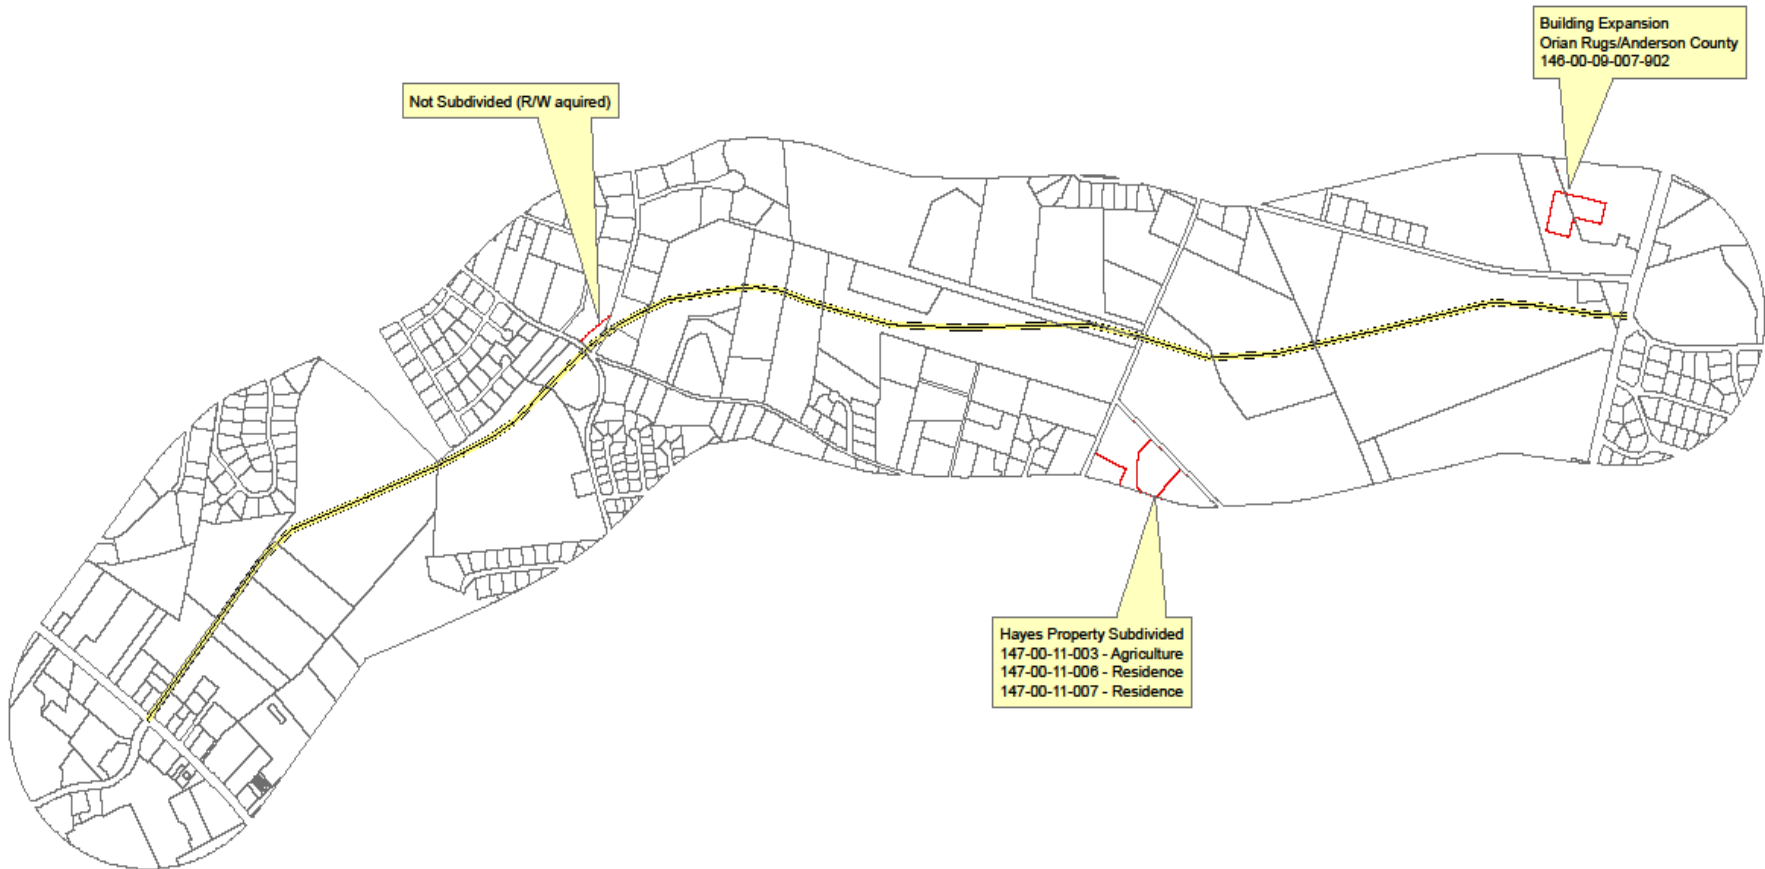 Building Expansion
Orian Rugs/Anderson County
146-00-09-007-902
Not Subdivided (R/W aquired)
Hayes Property Subdivided
147-00-11-003 - Agriculture
147-00-11-006 - Residence
147-00-11-007 - Residence